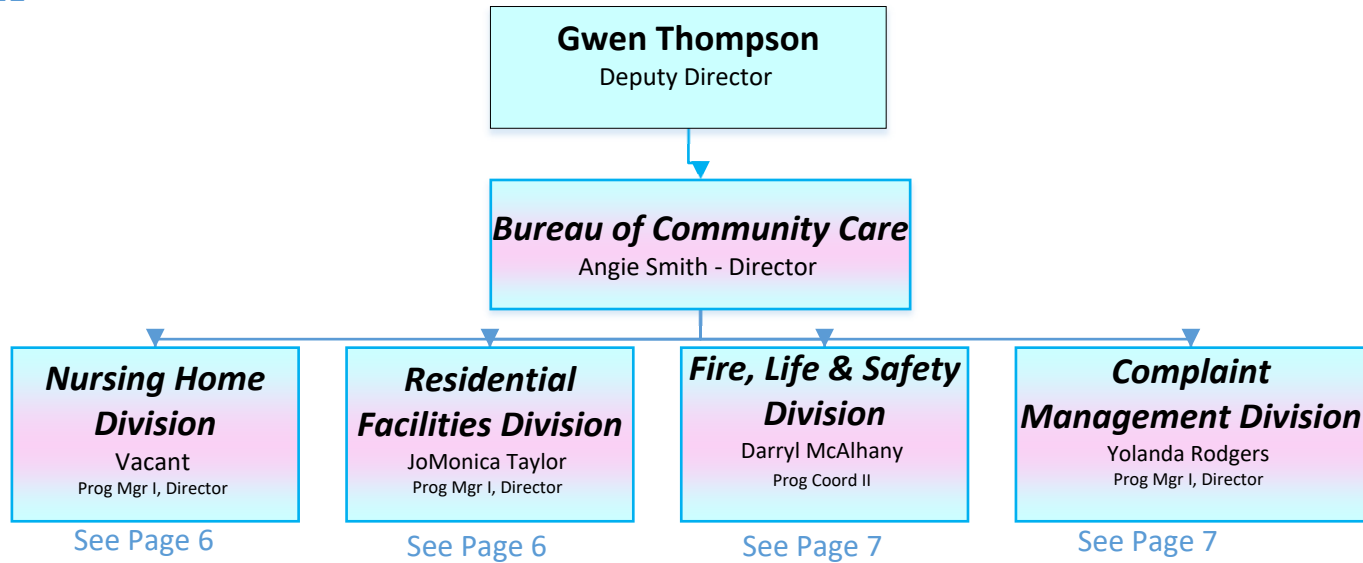 Gwen Thompson
Deputy Director
Bureau of Community Care
Angie Smith - Director
Nursing Home
Division
Vacant
Prog Mgr I, Director
See Page 6
Residential
Facilities Division
JoMonica Taylor
Prog Mgr I, Director
See Page 6
Fire, Life & Safety
Division
Darryl McAlhany
Prog Coord II
See Page 7
Complaint
Management Division
Yolanda Rodgers
Prog Mgr I, Director
See Page 7